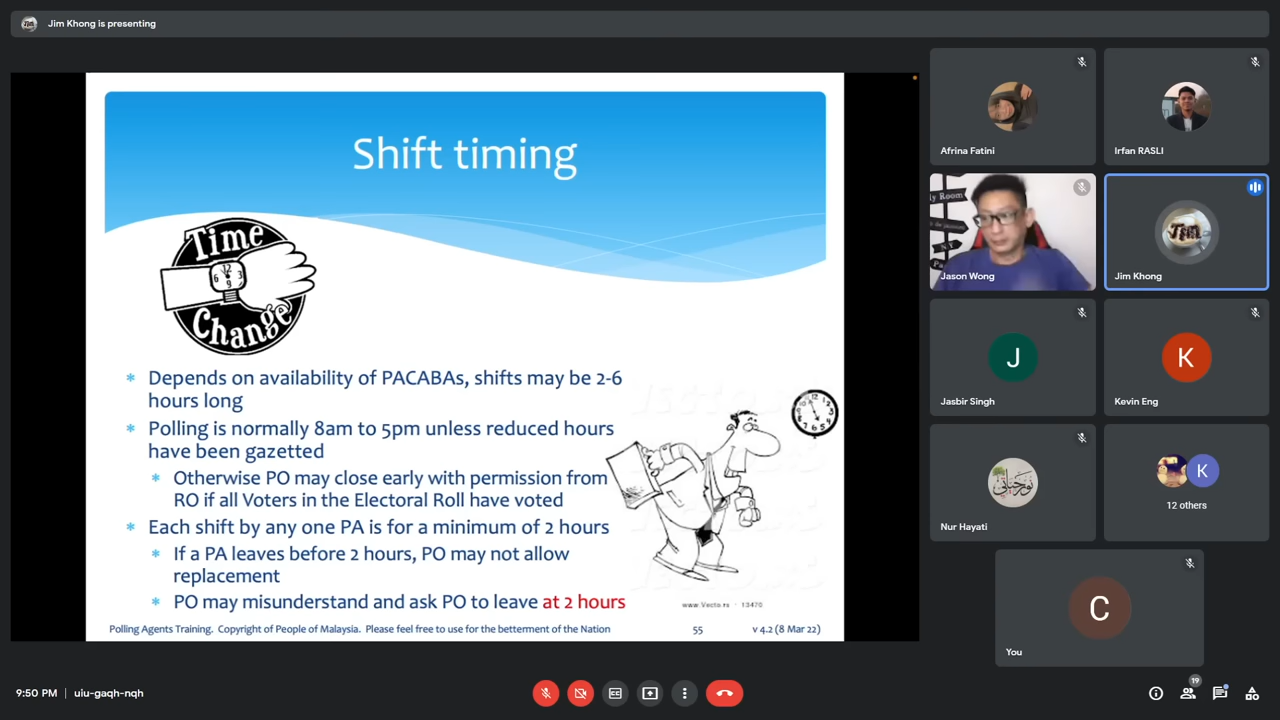 Jim Khong is presenting
Shift timing
Time
Change
Depends on availability of PACABAs, shifts may be 2-6
hours long
Polling is normally 8am to 5pm unless reduced hours
have been gazetted
Otherwise PO may close early with permission from
RO if all Voters in the Electoral Roll have voted
Each shift by any one PA is for a minimum of 2 hours
If a PA leaves before 2 hours, PO may not allow
replacement
PO may misunderstand and ask PO to leave at 2 hours
www.Vecto.rs · 13470
Polling Agents Training. Copyright of People of Malaysia. Please feel free to use for the betterment of the Nation
55
v 4.2 (8 Mar 22)
Afrina Fatini
Irfan RASLI
Jason Wong
Jim
Jim Khong
J
Jasbir Singh
K
Kevin Eng
Nur Hayati
K
12 others
C
You
9:50 PM | uiu-gaqh-nqh
19